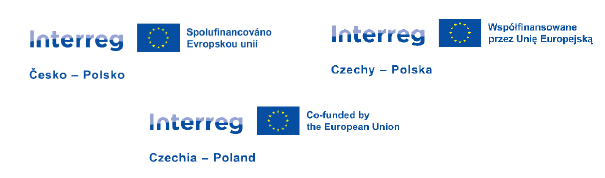 Interreg
Spolufinancováno
Evropskou unií
Česko – Polsko
Interreg
Współfinansowane
przez Unię Europejską
Czechy – Polska
Interreg
Co-funded by
the European Union
Czechia – Poland